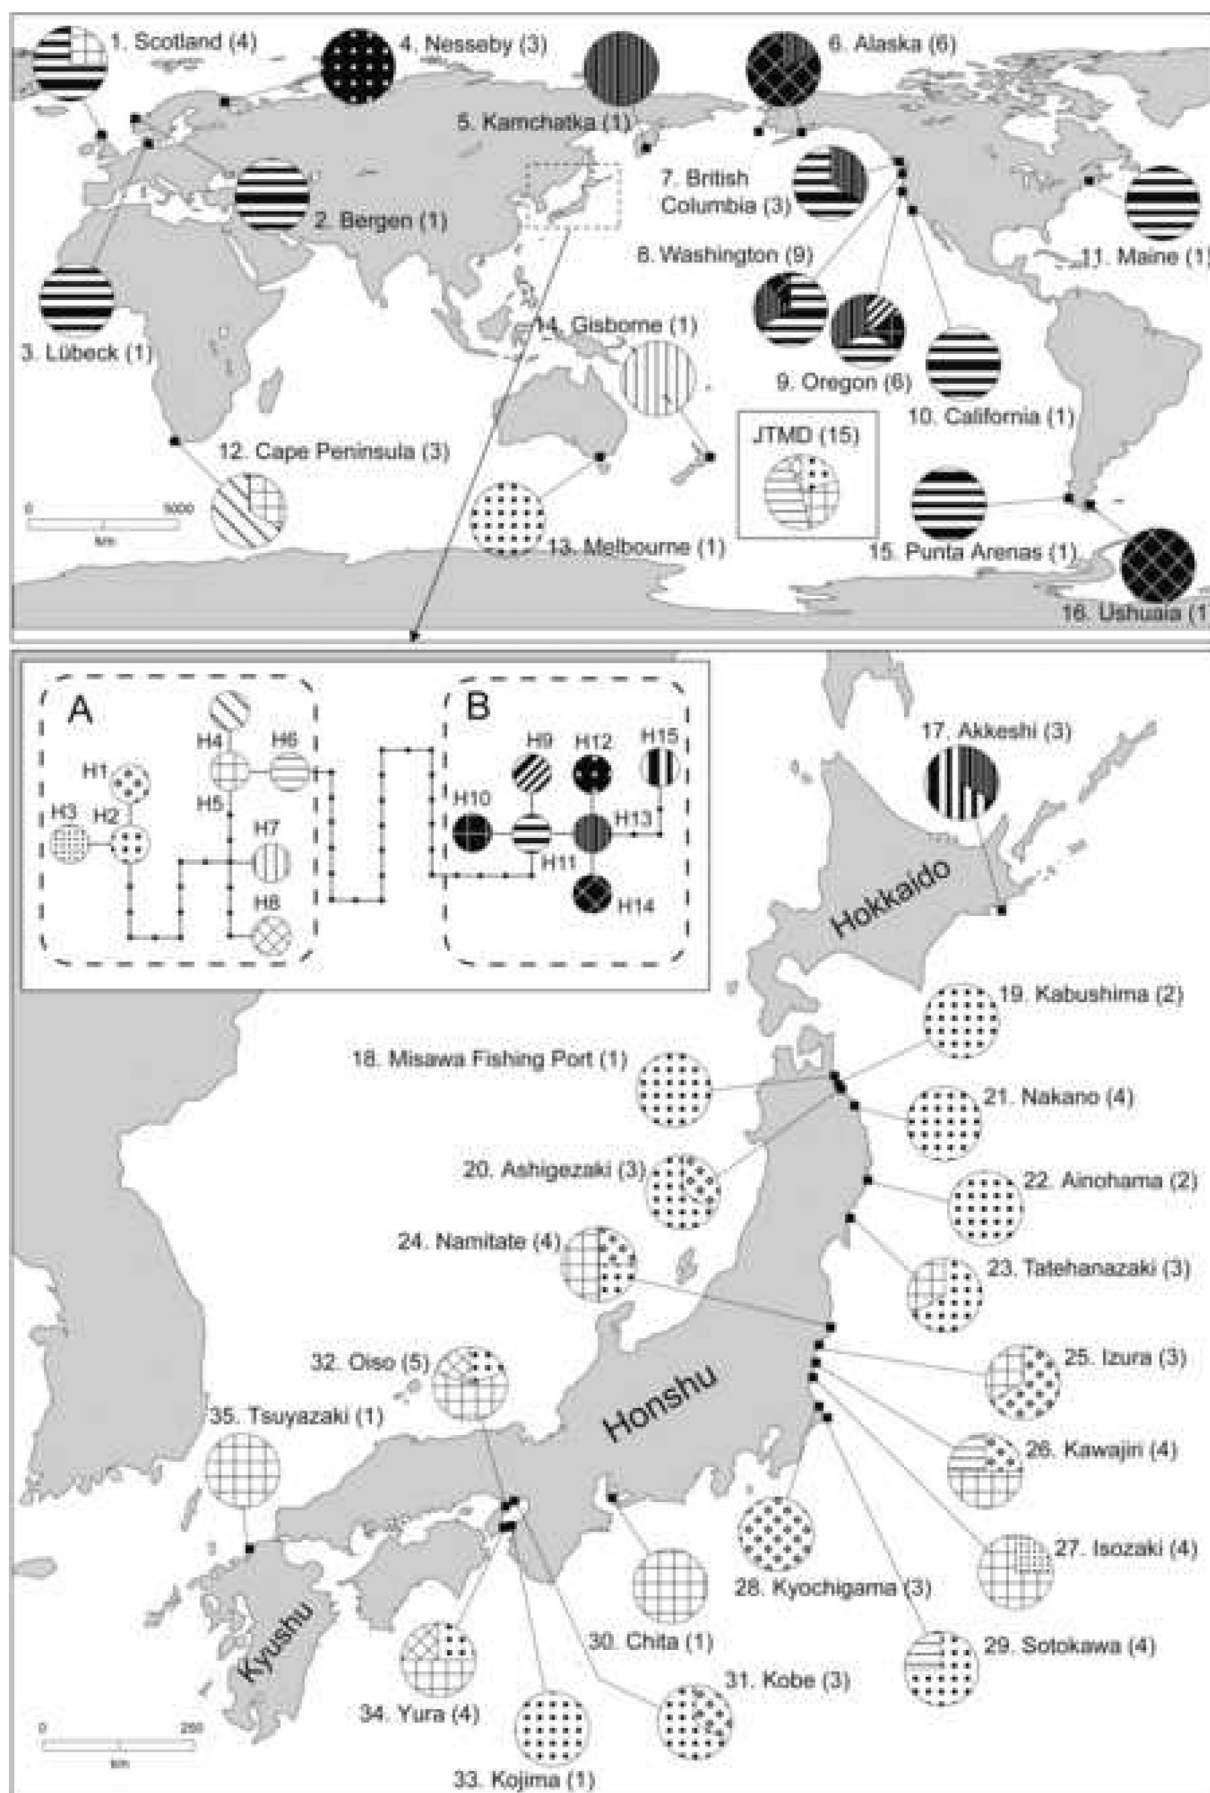 1. Scotland (4)
4. Nesseby (3)
6. Alaska (6)
5. Kamchatka (1)
7. British
Columbia (3)
2. Bergen (1)
8. Washington (9)
11. Maine (1)
14. Gisborne (1)
3. Lübeck (1)
9. Oregon (6)
10. California (1)
JTMD (15)
12. Cape Peninsula (3)
0 5000
km
13. Melbourne (1)
15. Punta Arenas (1)
16. Ushuaia (1)
A
B
H4
H6
H9
H12
H15
H1
H3
H2
H5
H10
H7
H13
H11
H8
H14
17. Akkeshi (3)
Hokkaido
19. Kabushima (2)
18. Misawa Fishing Port (1)
21. Nakano (4)
20. Ashigezaki (3)
22. Ainohama (2)
24. Namitate (4)
23. Tatehanazaki (3)
32. Oiso (5)
25. Izura (3)
Honshu
35. Tsuyazaki (1)
26. Kawajiri (4)
27. Isozaki (4)
28. Kyochigama (3)
Kyushu
30. Chita (1)
29. Sotokawa (4)
31. Kobe (3)
34. Yura (4)
0 250
km
33. Kojima (1)